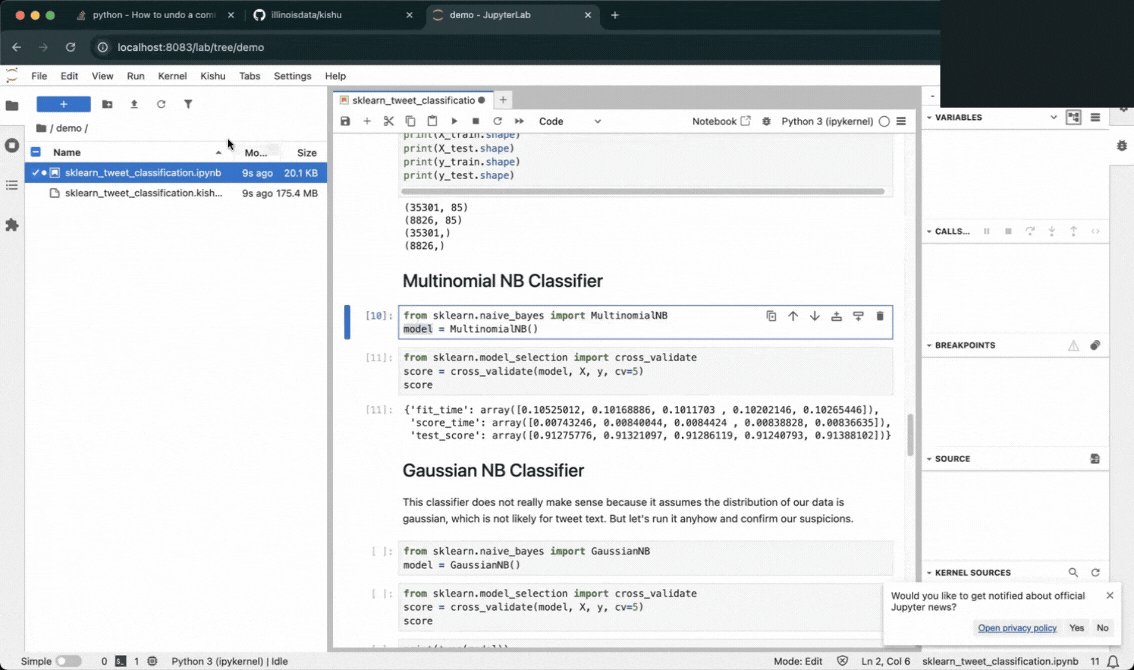 python - How to undo a com
illinoisdata/kishu
demo - JupyterLab
localhost:8083/lab/tree/demo
File Edit View Run Kernel Kishu Tabs Settings Help
/ demo /
Name Mo... Size
sklearn_tweet_classification.ipynb 9s ago 20.1 KB
sklearn_tweet_classification.kish... 9s ago 175.4 MB
sklearn_tweet_classificatio
Code
Notebook
Python 3 (ipykernel)
print(X_train.shape)
print(X_test.shape)
print(y_train.shape)
print(y_test.shape)
(35301, 85)
(8826, 85)
(35301,)
(8826,)
Multinomial NB Classifier
[10]: from sklearn.naive_bayes import MultinomialNB
model = MultinomialNB()
[11]: from sklearn.model_selection import cross_validate
score = cross_validate(model, X, y, cv=5)
score
[11]: {'fit_time': array([0.10525012, 0.10168886, 0.1011703 , 0.10202146, 0.10265446]),
'score_time': array([0.00743246, 0.00840044, 0.0084424 , 0.00838828, 0.00836635]),
'test_score': array([0.91275776, 0.91321097, 0.91286119, 0.91240793, 0.91388102])}
Gaussian NB Classifier
This classifier does not really make sense because it assumes the distribution of our data is
gaussian, which is not likely for tweet text. But let's run it anyhow and confirm our suspicions.
[ ]: from sklearn.naive_bayes import GaussianNB
model = GaussianNB()
[ ]: from sklearn.model_selection import cross_validate
score = cross_validate(model, X, y, cv=5)
score
VARIABLES
CALLS...
BREAKPOINTS
SOURCE
KERNEL SOURCES
Would you like to get notified about official
Jupyter news?
Open privacy policy Yes No
Simple 0 1 Python 3 (ipykernel) | Idle
Mode: Edit Ln 2, Col 6 sklearn_tweet_classification.ipynb 11